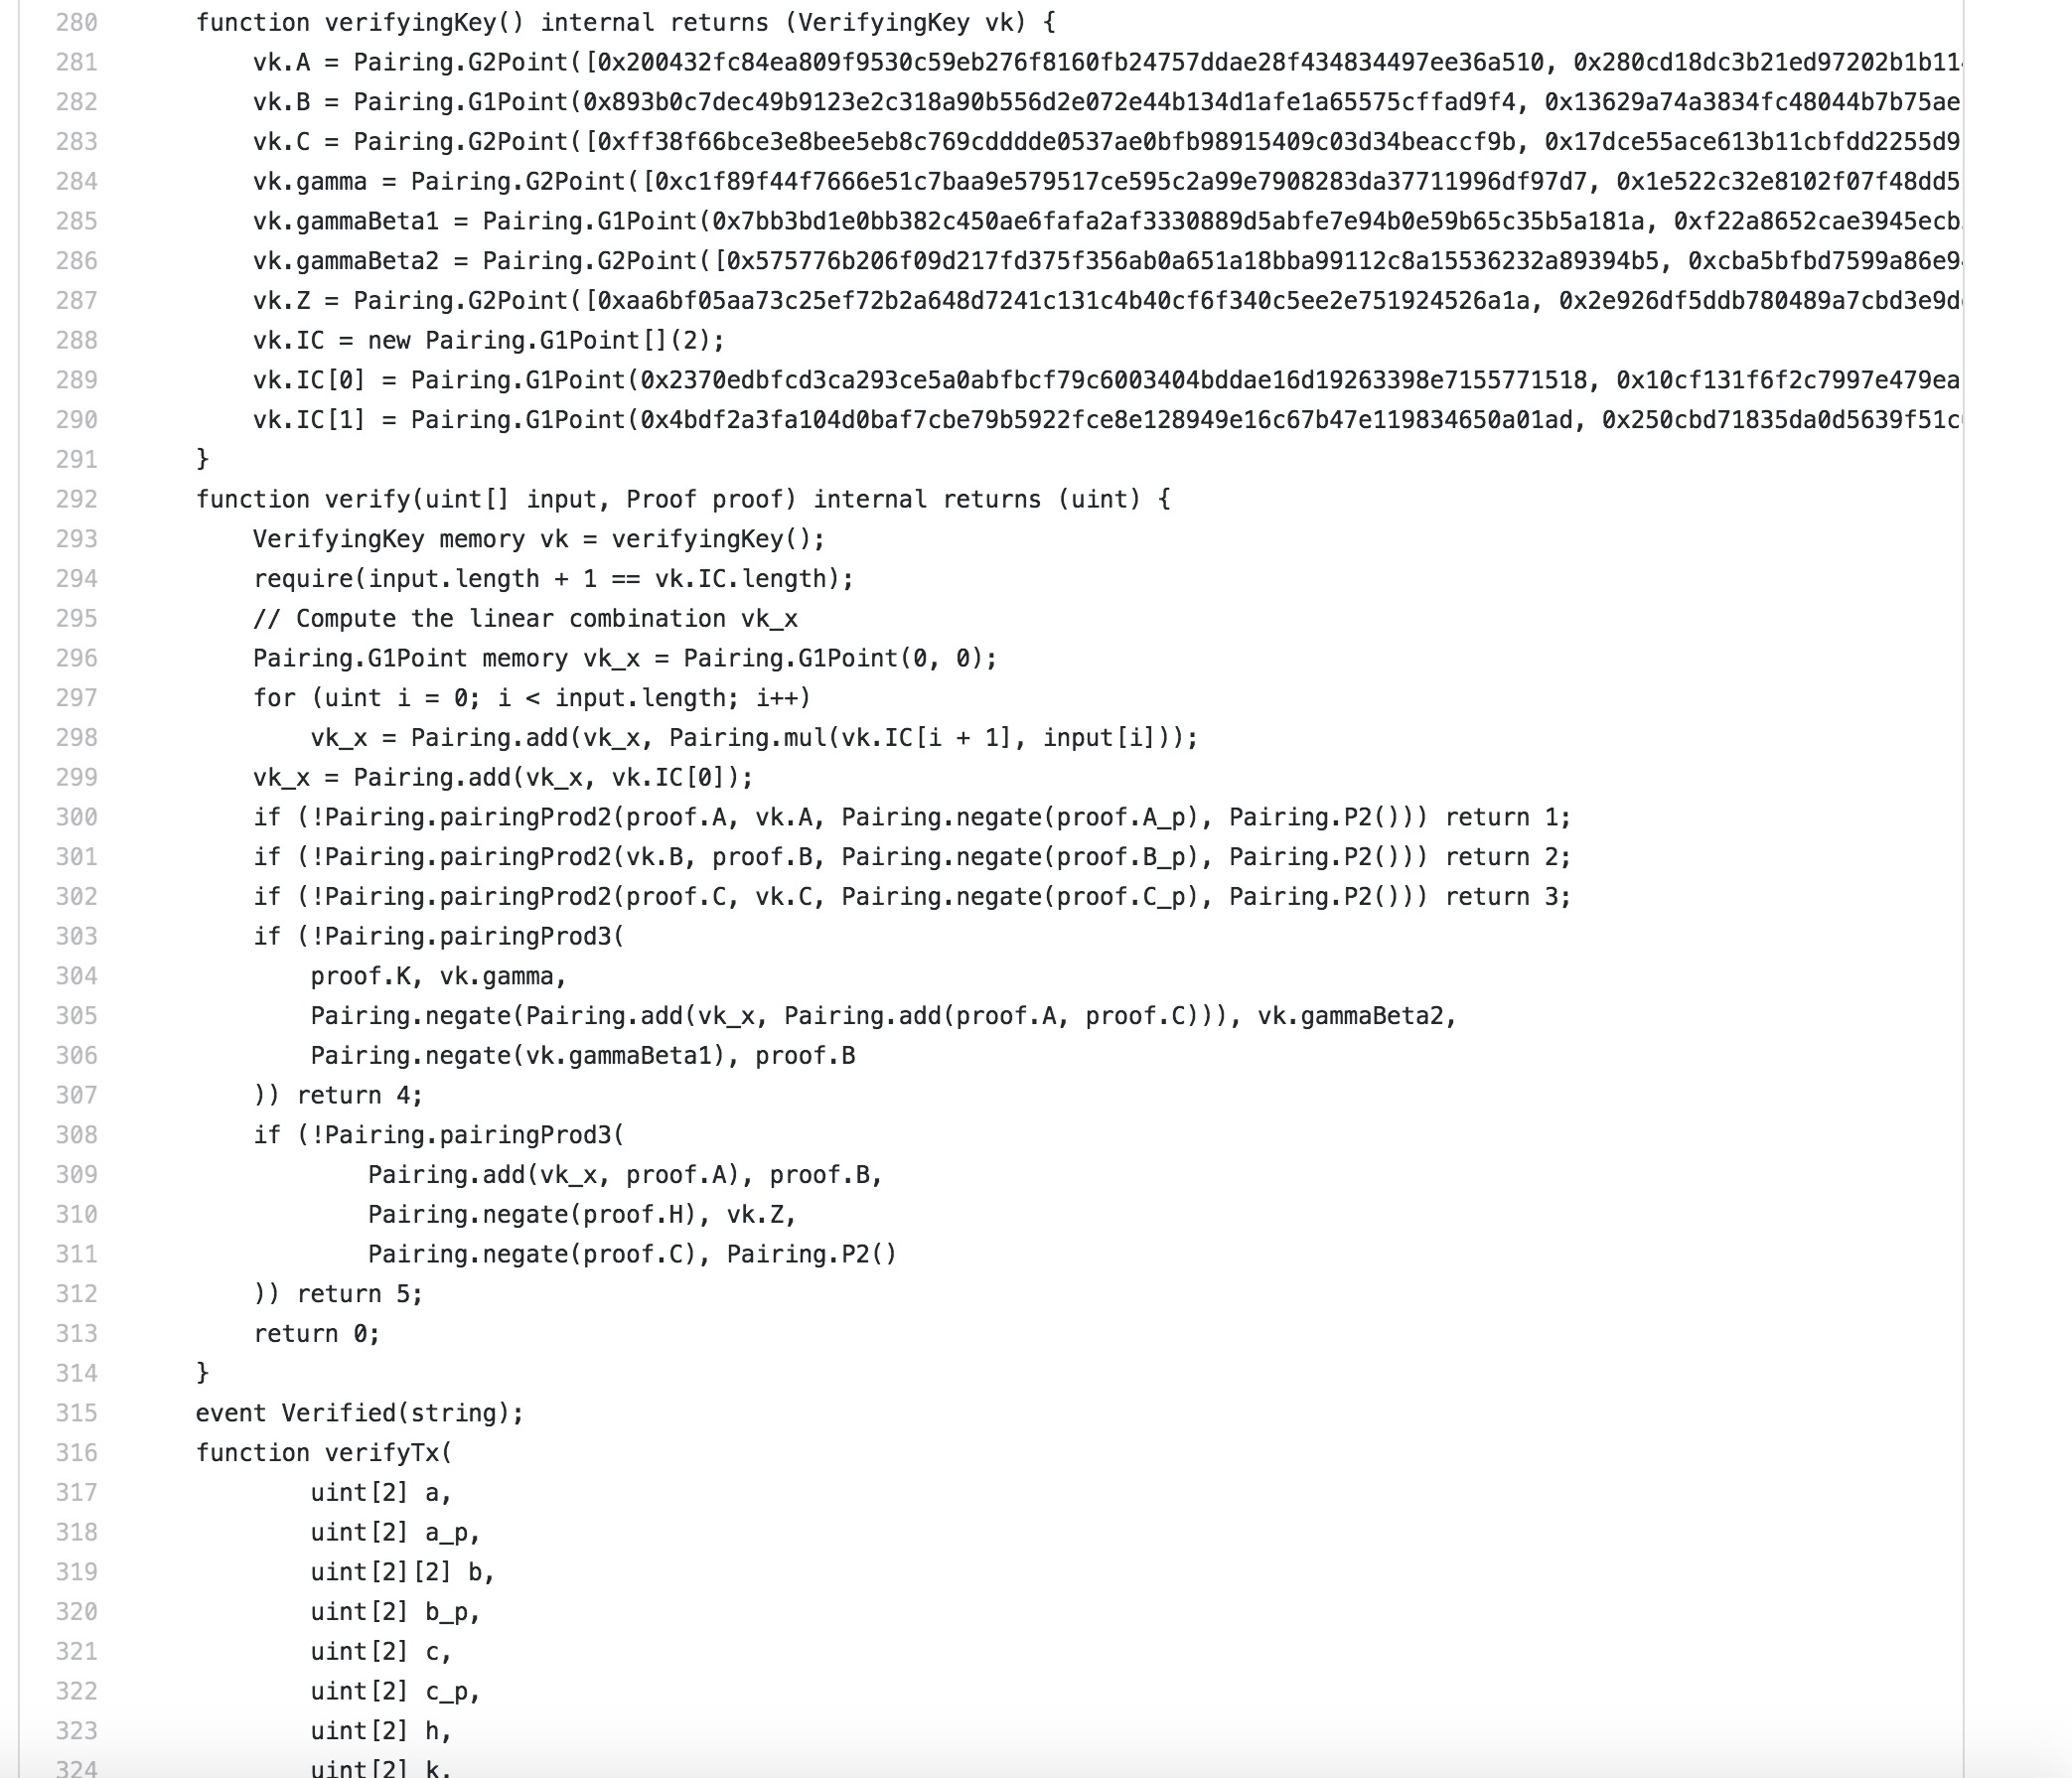 280 function verifyingKey() internal returns (VerifyingKey vk) {
281 vk.A = Pairing.G2Point([0x200432fc84ea809f9530c59eb276f8160fb24757ddae28f434834497ee36a510, 0x280cd18dc3b21ed97202b1b11
282 vk.B = Pairing.G1Point(0x893b0c7dec49b9123e2c318a90b556d2e072e44b134d1afe1a65575cffad9f4, 0x13629a74a3834fc48044b7b75ae
283 vk.C = Pairing.G2Point([0xff38f66bce3e8bee5eb8c769cddddde0537ae0bfb98915409c03d34beaccf9b, 0x17dce55ace613b11cbfdd2255d9
284 vk.gamma = Pairing.G2Point([0xc1f89f44f7666e51c7baa9e579517ce595c2a99e7908283da37711996df97d7, 0x1e522c32e8102f07f48dd5
285 vk.gammaBeta1 = Pairing.G1Point(0x7bb3bd1e0bb382c450ae6fafa2af3330889d5abfe7e94b0e59b65c35b5a181a, 0xf22a8652cae3945ecb
286 vk.gammaBeta2 = Pairing.G2Point([0x575776b206f09d217fd375f356ab0a651a18bba99112c8a15536232a89394b5, 0xcba5bfbd7599a86e9
287 vk.Z = Pairing.G2Point([0xaa6bf05aa73c25ef72b2a648d7241c131c4b40cf6f340c5ee2e751924526a1a, 0x2e926df5ddb780489a7cbd3e9d
288 vk.IC = new Pairing.G1Point[](2);
289 vk.IC[0] = Pairing.G1Point(0x2370edbfcd3ca293ce5a0abfbcf79c6003404bddae16d19263398e7155771518, 0x10cf131f6f2c7997e479ea
290 vk.IC[1] = Pairing.G1Point(0x4bdf2a3fa104d0baf7cbe79b5922fce8e128949e16c67b47e119834650a01ad, 0x250cbd71835da0d5639f51c
291 }
292 function verify(uint[] input, Proof proof) internal returns (uint) {
293 VerifyingKey memory vk = verifyingKey();
294 require(input.length + 1 == vk.IC.length);
295 // Compute the linear combination vk_x
296 Pairing.G1Point memory vk_x = Pairing.G1Point(0, 0);
297 for (uint i = 0; i < input.length; i++)
298 vk_x = Pairing.add(vk_x, Pairing.mul(vk.IC[i + 1], input[i]));
299 vk_x = Pairing.add(vk_x, vk.IC[0]);
300 if (!Pairing.pairingProd2(proof.A, vk.A, Pairing.negate(proof.A_p), Pairing.P2())) return 1;
301 if (!Pairing.pairingProd2(vk.B, proof.B, Pairing.negate(proof.B_p), Pairing.P2())) return 2;
302 if (!Pairing.pairingProd2(proof.C, vk.C, Pairing.negate(proof.C_p), Pairing.P2())) return 3;
303 if (!Pairing.pairingProd3(
304 proof.K, vk.gamma,
305 Pairing.negate(Pairing.add(vk_x, Pairing.add(proof.A, proof.C))), vk.gammaBeta2,
306 Pairing.negate(vk.gammaBeta1), proof.B
307 )) return 4;
308 if (!Pairing.pairingProd3(
309 Pairing.add(vk_x, proof.A), proof.B,
310 Pairing.negate(proof.H), vk.Z,
311 Pairing.negate(proof.C), Pairing.P2()
312 )) return 5;
313 return 0;
314 }
315 event Verified(string);
316 function verifyTx(
317 uint[2] a,
318 uint[2] a_p,
319 uint[2][2] b,
320 uint[2] b_p,
321 uint[2] c,
322 uint[2] c_p,
323 uint[2] h,
324 uint[2] k,